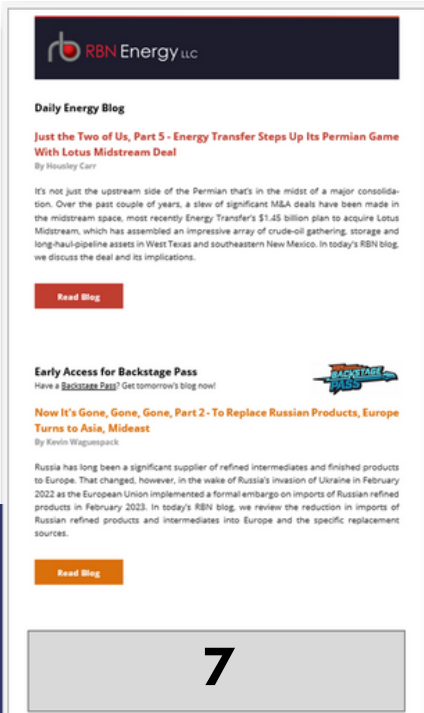 rb RBN Energy LLC
Daily Energy Blog
Just the Two of Us, Part 5 - Energy Transfer Steps Up Its Permian Game
With Lotus Midstream Deal
By Housley Carr
It's not just the upstream side of the Permian that's in the midst of a major consolida-
tion. Over the past couple of years, a slew of significant M&A deals have been made in
the midstream space, most recently Energy Transfer's $1.45 billion plan to acquire Lotus
Midstream, which has assembled an impressive array of crude-oil gathering, storage and
long-haul-pipeline assets in West Texas and southeastern New Mexico. In today's RBN blog,
we discuss the deal and its implications.
Read Blog
Early Access for Backstage Pass
Have a Backstage Pass? Get tomorrow's blog now!
BACKSTAGE
PASS
Now It's Gone, Gone, Gone, Part 2 - To Replace Russian Products, Europe
Turns to Asia, Mideast
By Kevin Waguespack
Russia has long been a significant supplier of refined intermediates and finished products
to Europe. That changed, however, in the wake of Russia's invasion of Ukraine in February
2022 as the European Union implemented a formal embargo on imports of Russian refined
products in February 2023. In today's RBN blog, we review the reduction in imports of
Russian refined products and intermediates into Europe and the specific replacement
sources.
Read Blog
7